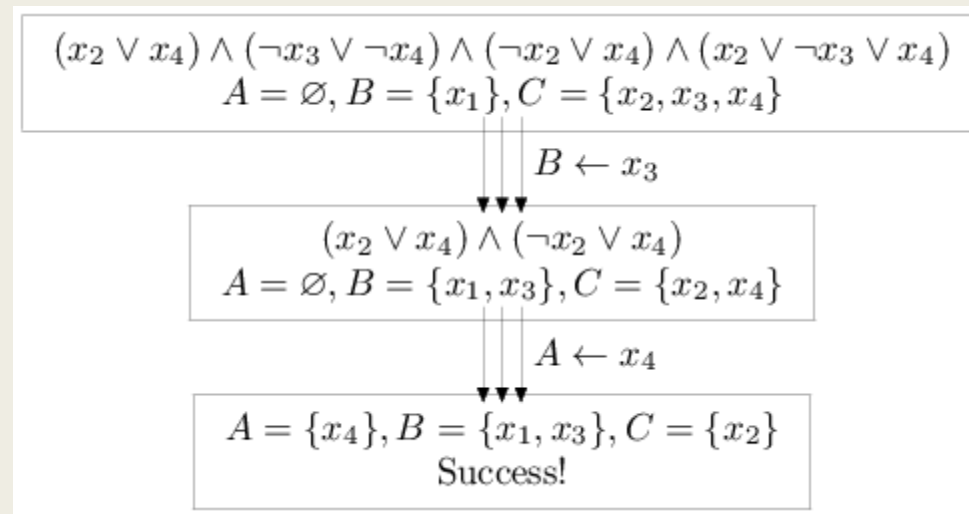 (x₂ ∨ x₄) ∧ (¬x₃ ∨ ¬x₄) ∧ (¬x₂ ∨ x₄) ∧ (x₂ ∨ ¬x₃ ∨ x₄)
A = ∅, B = {x₁}, C = {x₂, x₃, x₄}
B ← x₃
(x₂ ∨ x₄) ∧ (¬x₂ ∨ x₄)
A = ∅, B = {x₁, x₃}, C = {x₂, x₄}
A ← x₄
A = {x₄}, B = {x₁, x₃}, C = {x₂}
Success!